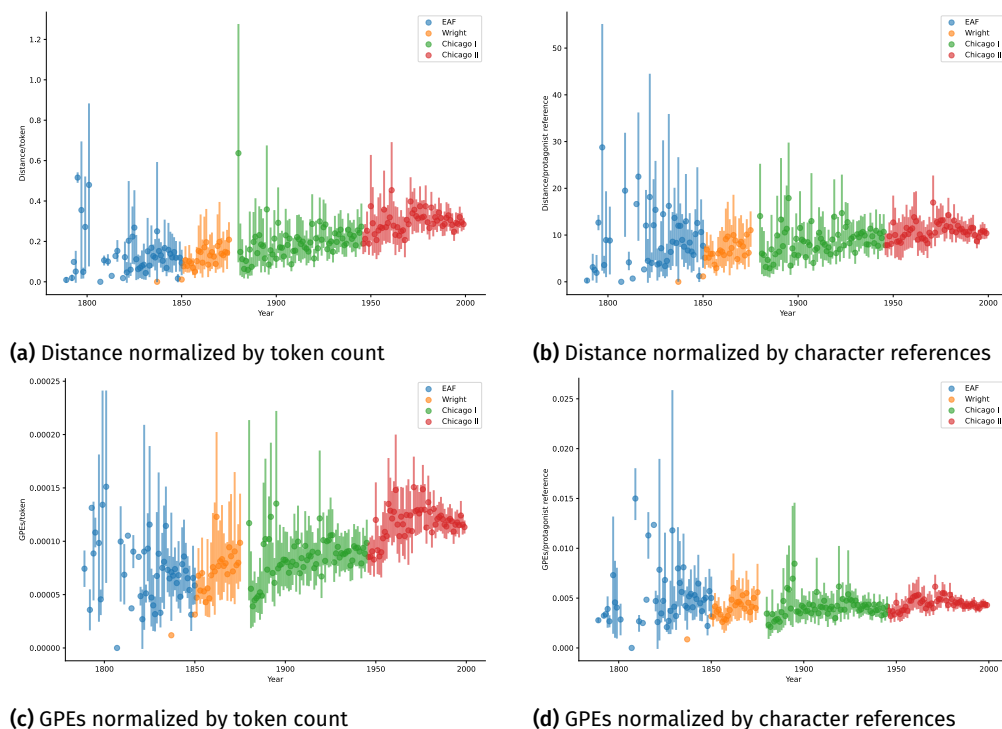 EAF
Wright
Chicago I
Chicago II
1.2
1.0
0.8
0.6
0.4
0.2
0.0
Distance/token
1800 1850 1900 1950 2000
Year
(a) Distance normalized by token count
EAF
Wright
Chicago I
Chicago II
50
40
30
20
10
0
Distance/protagonist reference
1800 1850 1900 1950 2000
Year
(b) Distance normalized by character references
EAF
Wright
Chicago I
Chicago II
0.00025
0.00020
0.00015
0.00010
0.00005
0.00000
GPEs/token
1800 1850 1900 1950 2000
Year
(c) GPEs normalized by token count
EAF
Wright
Chicago I
Chicago II
0.025
0.020
0.015
0.010
0.005
0.000
GPEs/protagonist reference
1800 1850 1900 1950 2000
Year
(d) GPEs normalized by character references